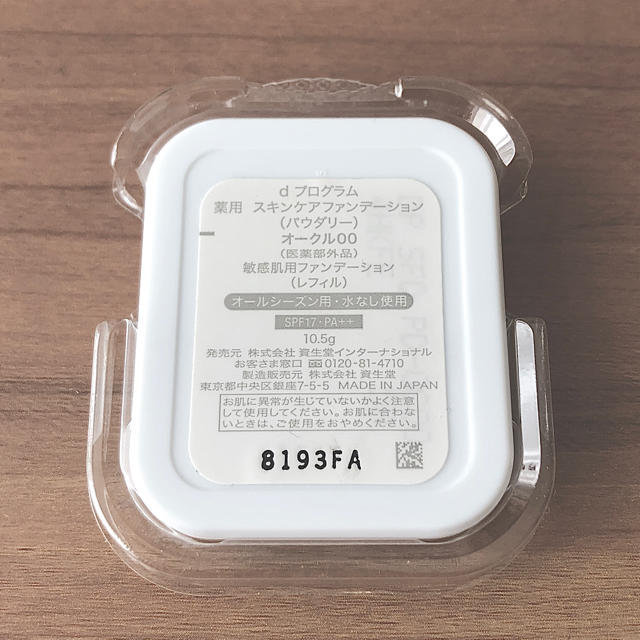 d プログラム
薬用 スキンケアファンデーション
(パウダリー)
オークル00
(医薬部外品)
敏感肌用ファンデーション
(レフィル)
オールシーズン用・水なし使用
SPF17・PA++
10.5g
発売元 株式会社 資生堂インターナショナル
お客さま窓口 0120-81-4710
製造販売元 株式会社 資生堂
東京都中央区銀座7-5-5 MADE IN JAPAN
お肌に異常が生じていないかよく注意
して使用してください。お肌に合わな
いときは、ご使用をおやめください。
8193FA